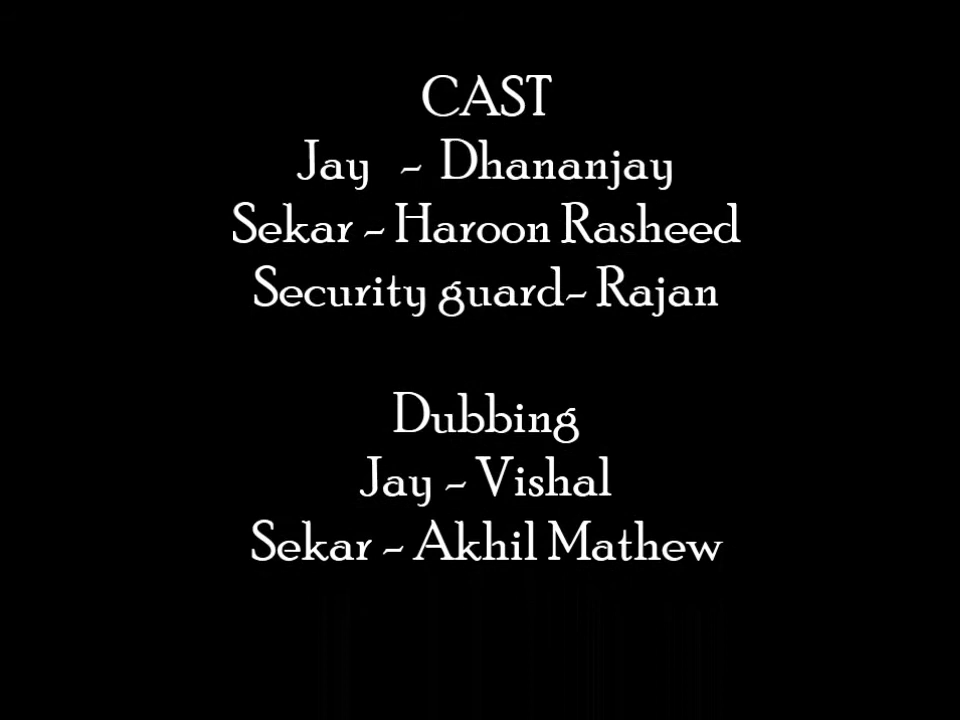 CAST
Jay - Dhananjay
Sekar - Haroon Rasheed
Security guard- Rajan
Dubbing
Jay - Vishal
Sekar - Akhil Mathew